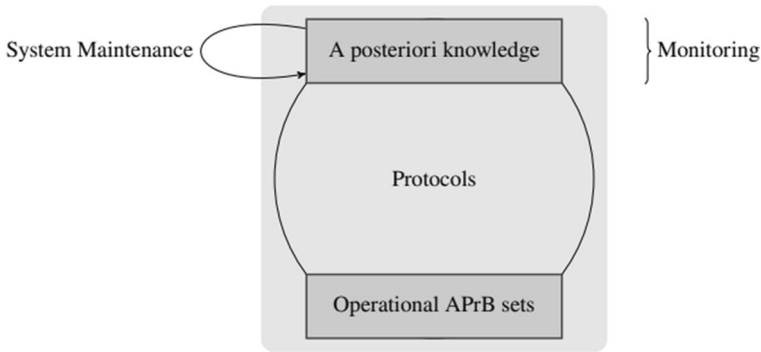 System Maintenance
A posteriori knowledge
Monitoring
Protocols
Operational APrB sets